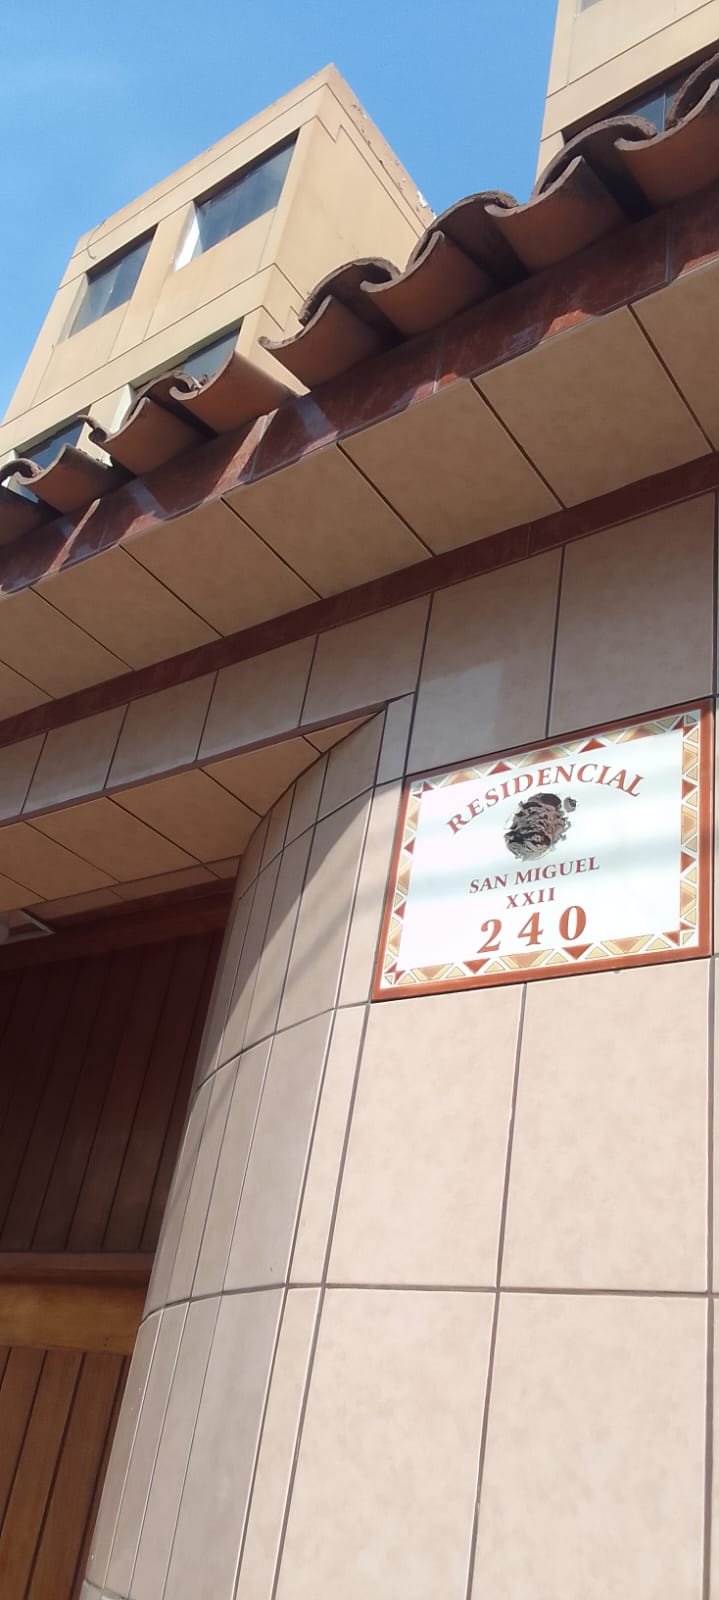 RESIDENCIAL
SAN MIGUEL
XXII
240